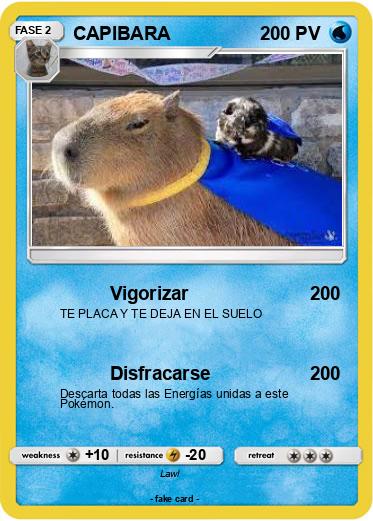 FASE 2
CAPIBARA
200 PV
Vigorizar 200
TE PLACA Y TE DEJA EN EL SUELO
Disfracarse 200
Descarta todas las Energías unidas a este
Pokémon.
weakness +10 resistance -20 retreat
Law!
- fake card -